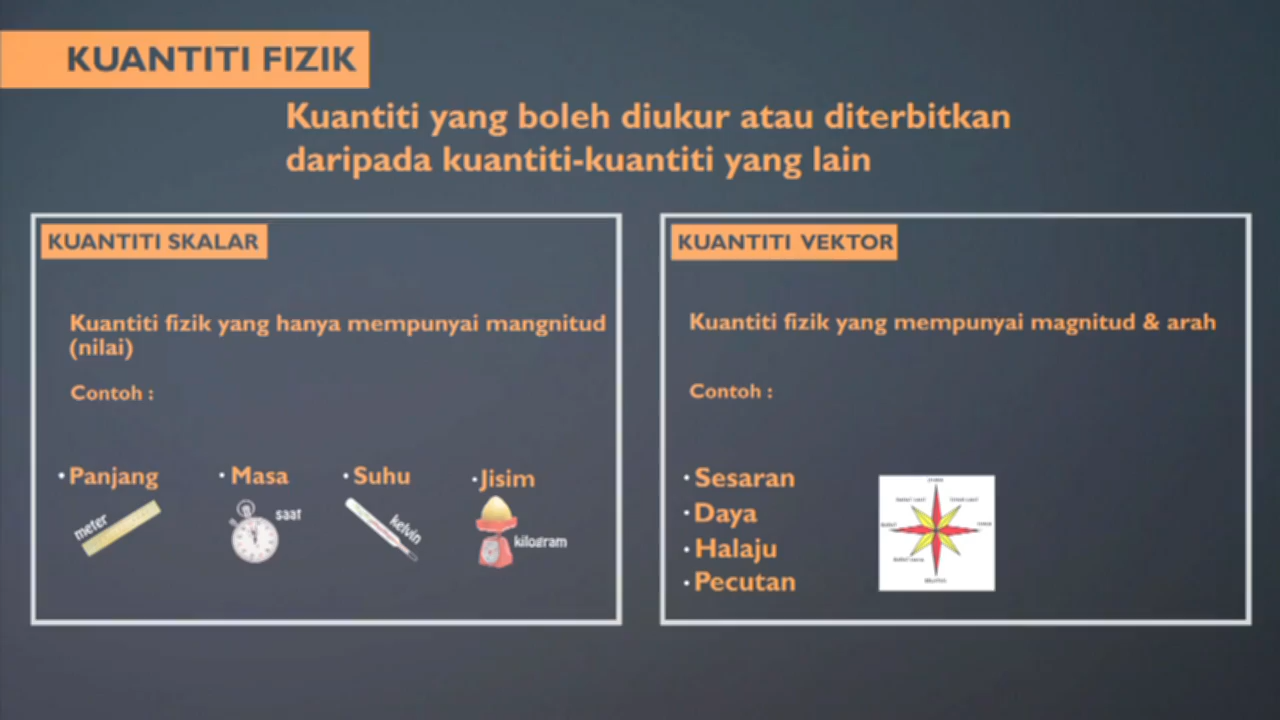 KUANTITI FIZIK
Kuantiti yang boleh diukur atau diterbitkan
daripada kuantiti-kuantiti yang lain
KUANTITI SKALAR
Kuantiti fizik yang hanya mempunyai mangnitud
(nilai)
Contoh :
• Panjang
• Masa
• Suhu
• Jisim
meter
saat
kelvin
kilogram
KUANTITI VEKTOR
Kuantiti fizik yang mempunyai magnitud & arah
Contoh :
• Sesaran
• Daya
• Halaju
• Pecutan